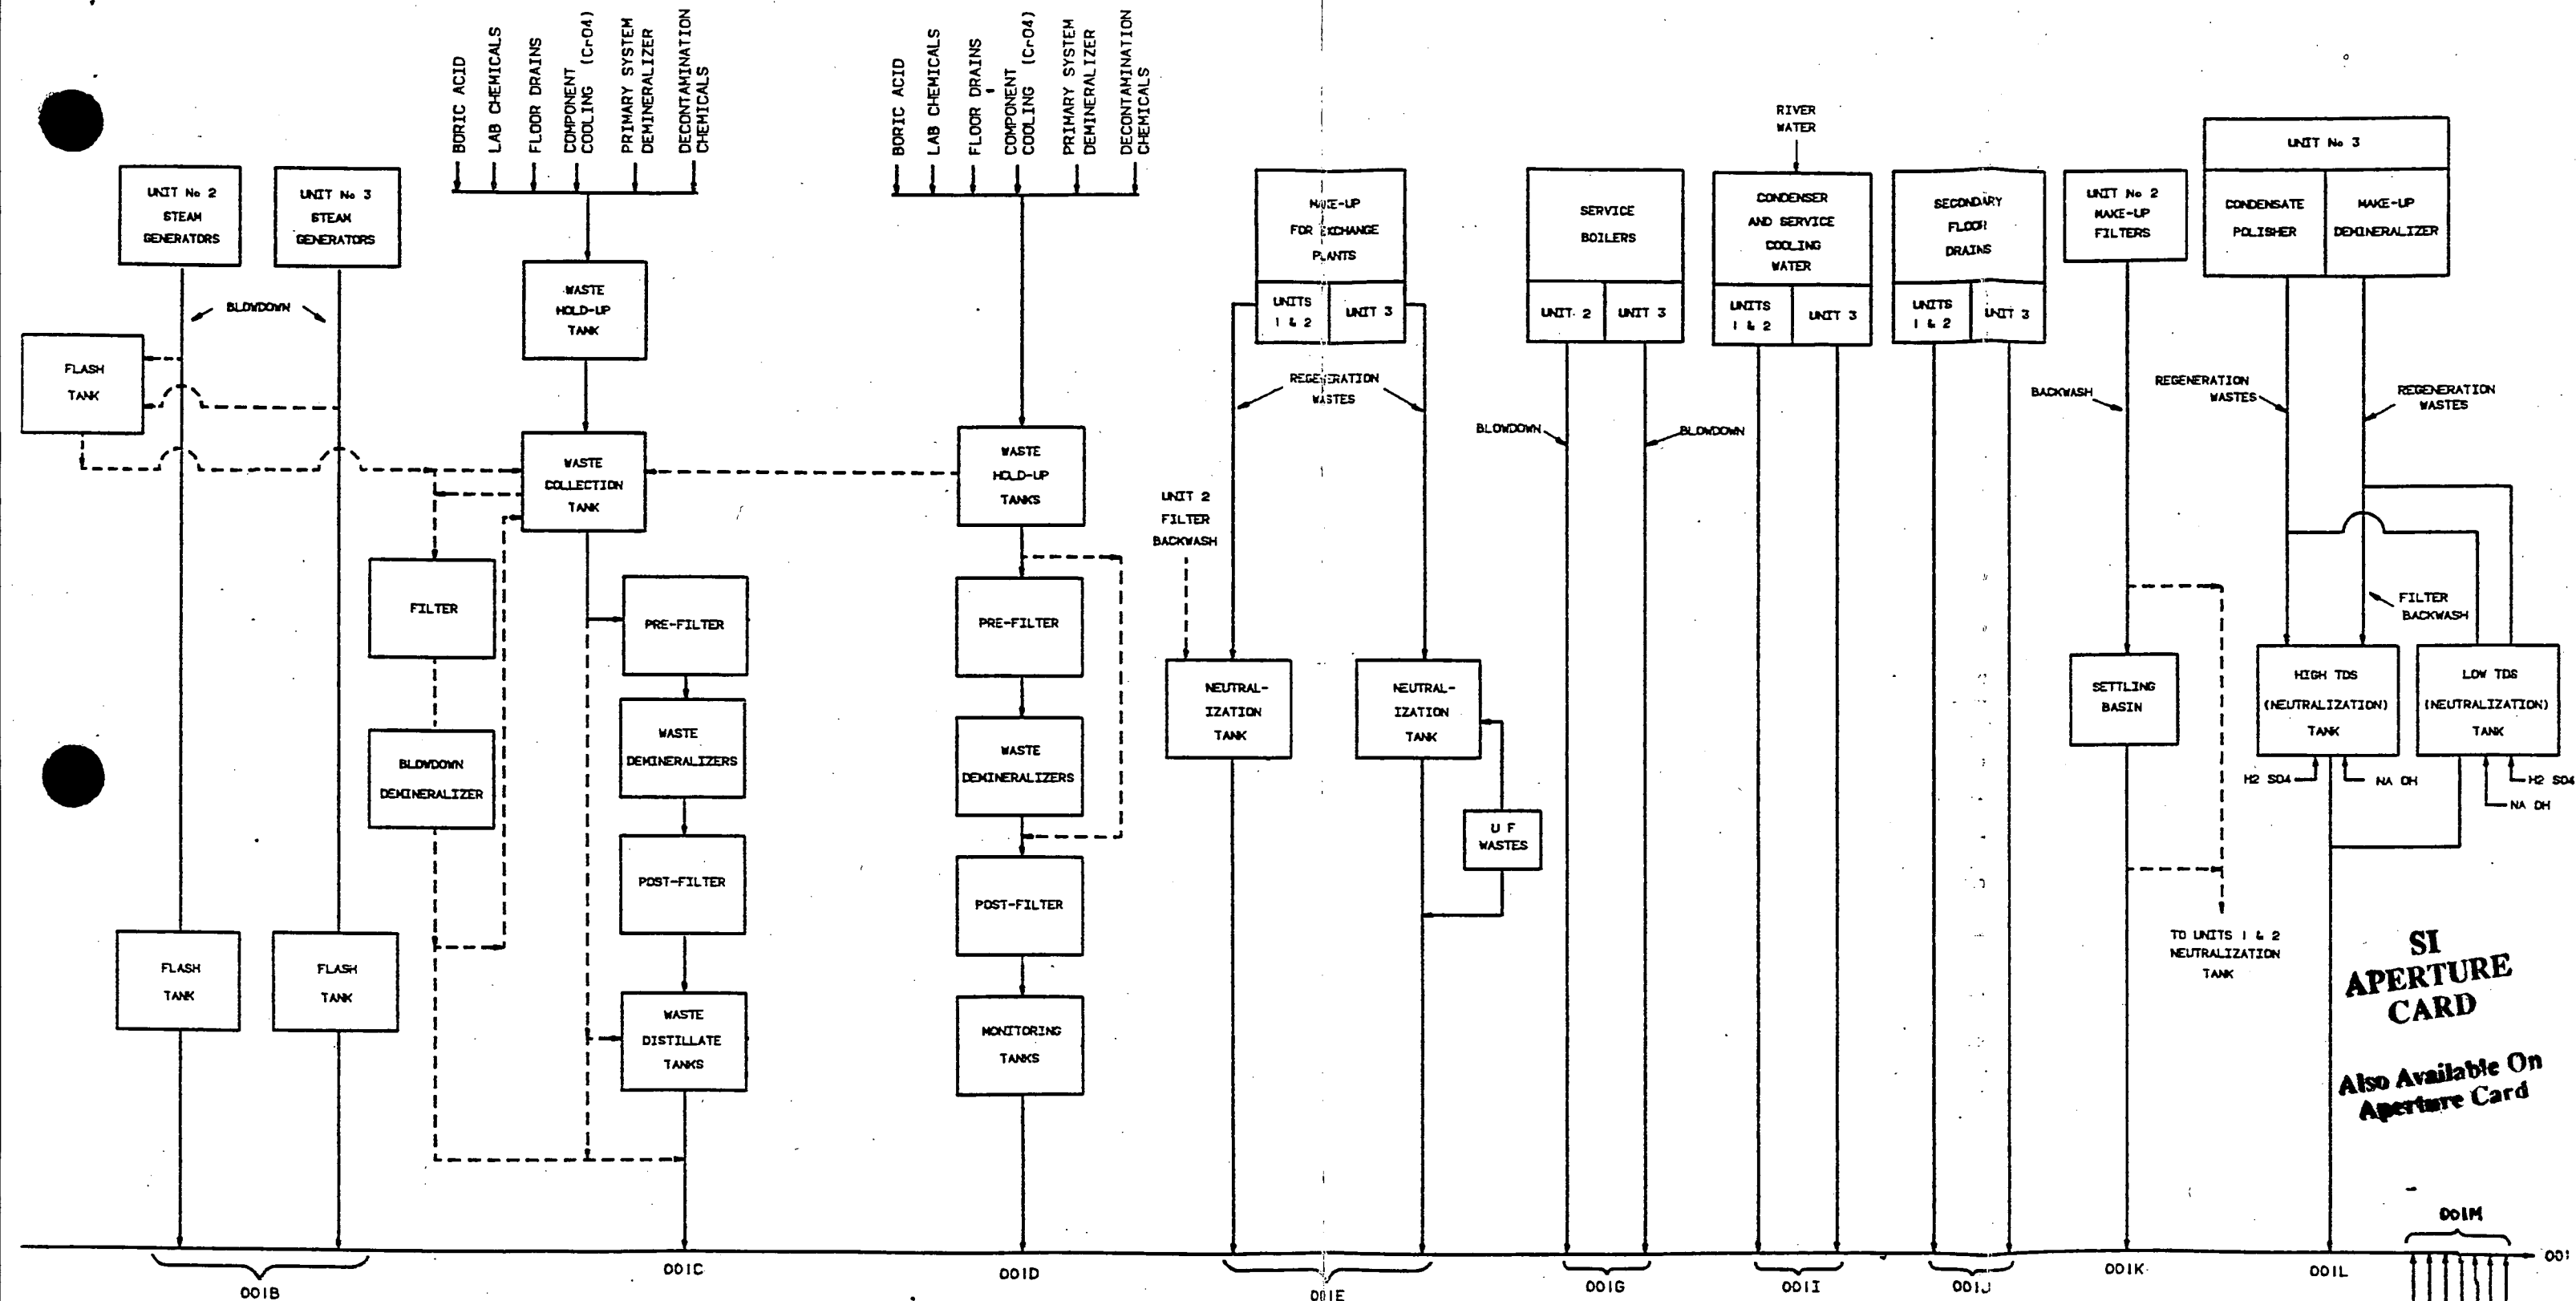 BORIC ACID
LAB CHEMICALS
FLOOR DRAINS
COMPONENT
COOLING (CrO4)
PRIMARY SYSTEM
DEMINERALIZER
DECONTAMINATION
CHEMICALS
BORIC ACID
LAB CHEMICALS
FLOOR DRAINS
COMPONENT
COOLING (CrO4)
PRIMARY SYSTEM
DEMINERALIZER
DECONTAMINATION
CHEMICALS
UNIT No 2
STEAM
GENERATORS
UNIT No 3
STEAM
GENERATORS
BLOWDOWN
FLASH
TANK
WASTE
HOLD-UP
TANK
WASTE
COLLECTION
TANK
FILTER
BLOWDOWN
DEMINERALIZER
PRE-FILTER
WASTE
DEMINERALIZERS
POST-FILTER
WASTE
DISTILLATE
TANKS
FLASH
TANK
FLASH
TANK
WASTE
HOLD-UP
TANKS
PRE-FILTER
WASTE
DEMINERALIZERS
POST-FILTER
MONITORING
TANKS
MAKE-UP
FOR EXCHANGE
PLANTS
UNITS
1 & 2
UNIT 3
REGENERATION
WASTES
UNIT 2
FILTER
BACKWASH
NEUTRAL-
IZATION
TANK
NEUTRAL-
IZATION
TANK
U F
WASTES
SERVICE
BOILERS
UNIT 2
UNIT 3
BLOWDOWN
BLOWDOWN
RIVER
WATER
CONDENSER
AND SERVICE
COOLING
WATER
UNITS
1 & 2
UNIT 3
SECONDARY
FLOOR
DRAINS
UNITS
1 & 2
UNIT 3
UNIT No 2
MAKE-UP
FILTERS
BACKWASH
SETTLING
BASIN
TO UNITS 1 & 2
NEUTRALIZATION
TANK
UNIT No 3
CONDENSATE
POLISHER
MAKE-UP
DEMINERALIZER
REGENERATION
WASTES
REGENERATION
WASTES
FILTER
BACKWASH
HIGH TDS
(NEUTRALIZATION)
TANK
LOW TDS
(NEUTRALIZATION)
TANK
H2 SO4
NA OH
H2 SO4
NA OH
SI
APERTURE
CARD
Also Available On
Aperture Card
001B
001C
001D
001E
001G
001I
001J
001K
001L
001M
001